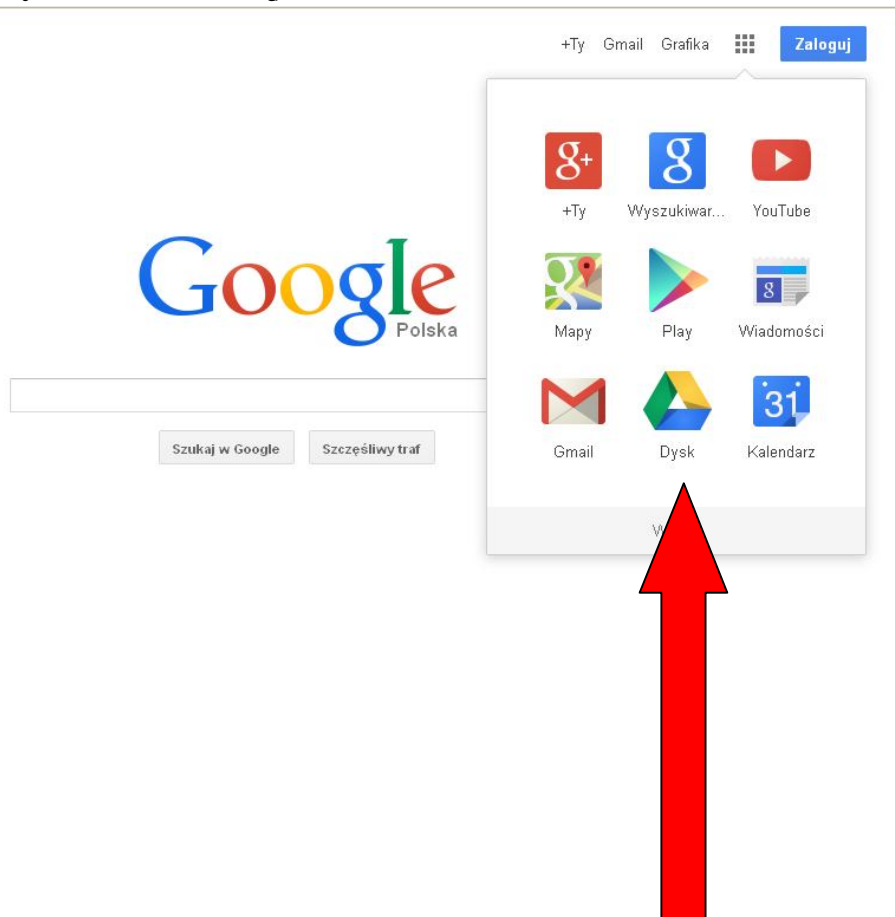 +Ty Gmail Grafika Zaloguj
+Ty Wyszukiwar... YouTube
Google
Polska
Mapy Play Wiadomości
31
Szukaj w Google Szczęśliwy traf
Gmail Dysk Kalendarz